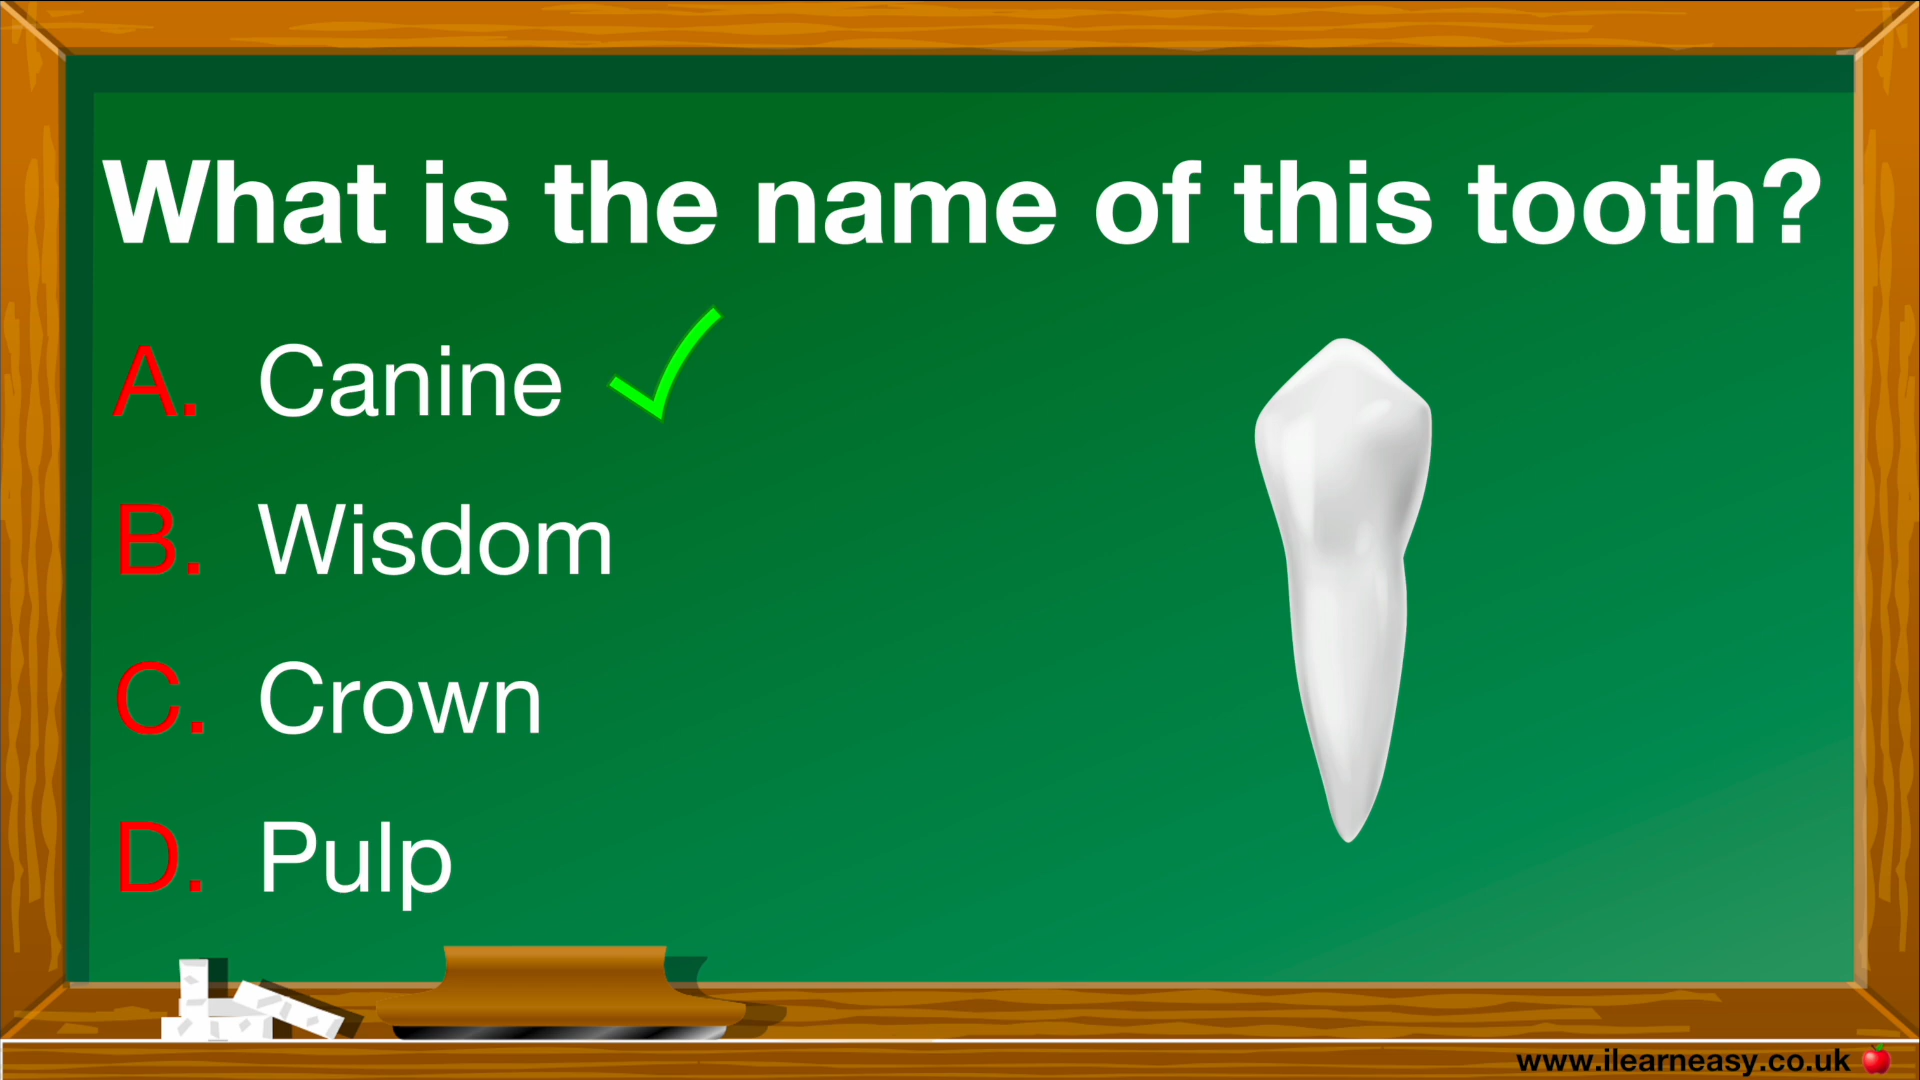 What is the name of this tooth?
A. Canine
B. Wisdom
C. Crown
D. Pulp
www.ilearneasy.co.uk